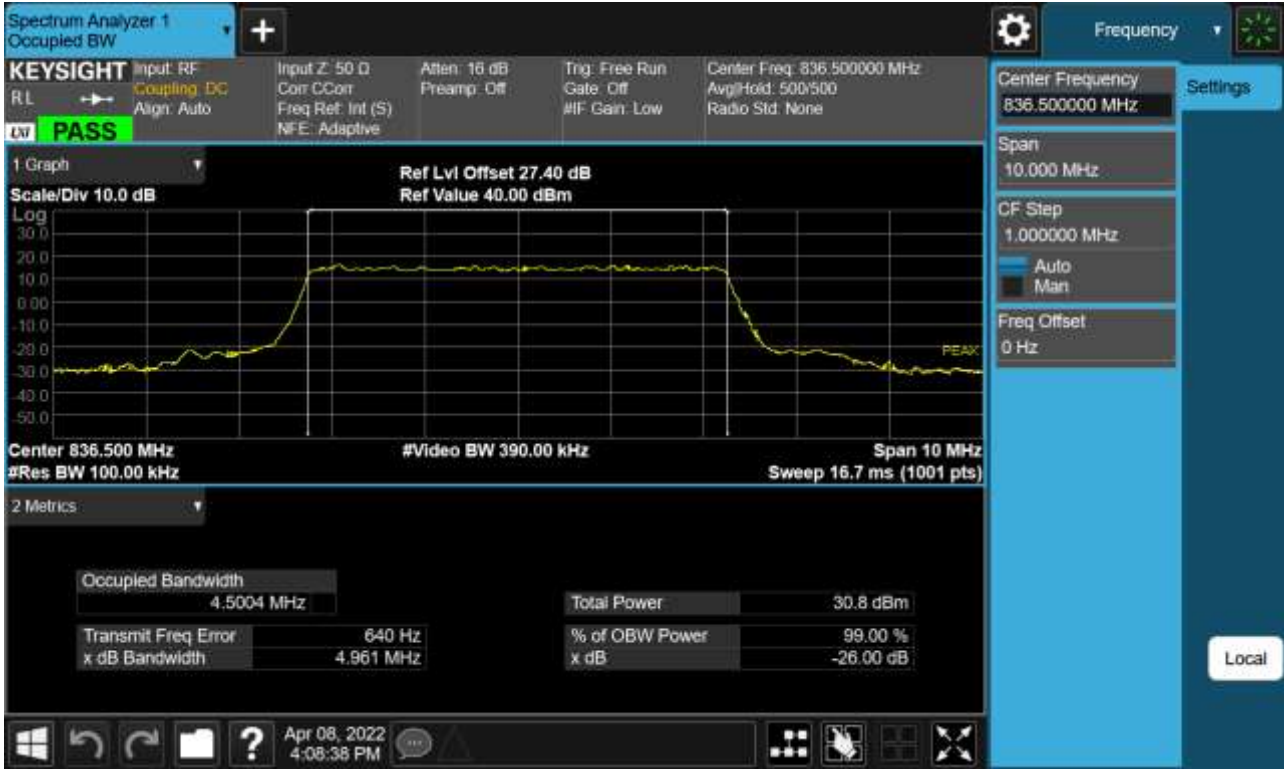 Spectrum Analyzer 1
Occupied BW
Frequency
KEYSIGHT
RL
LXI
PASS
Input: RF
Coupling: DC
Align: Auto
Input Z: 50 Ω
Corr CCorr
Freq Ref: Int (S)
NFE: Adaptive
Atten: 16 dB
Preamp: Off
Trig: Free Run
Gate: Off
#IF Gain: Low
Center Freq: 836.500000 MHz
Avg|Hold: 500/500
Radio Std: None
Center Frequency
836.500000 MHz
Settings
Span
10.000 MHz
CF Step
1.000000 MHz
Auto
Man
Freq Offset
0 Hz
Local
1 Graph
Scale/Div 10.0 dB
Ref Lvl Offset 27.40 dB
Ref Value 40.00 dBm
Log
30.0
20.0
10.0
0.00
-10.0
-20.0
-30.0
-40.0
-50.0
PEAK
Center 836.500 MHz
#Res BW 100.00 kHz
#Video BW 390.00 kHz
Span 10 MHz
Sweep 16.7 ms (1001 pts)
2 Metrics
Occupied Bandwidth
4.5004 MHz
Transmit Freq Error 640 Hz
x dB Bandwidth 4.961 MHz
Total Power 30.8 dBm
% of OBW Power 99.00 %
x dB -26.00 dB
?
Apr 08, 2022
4:08:38 PM